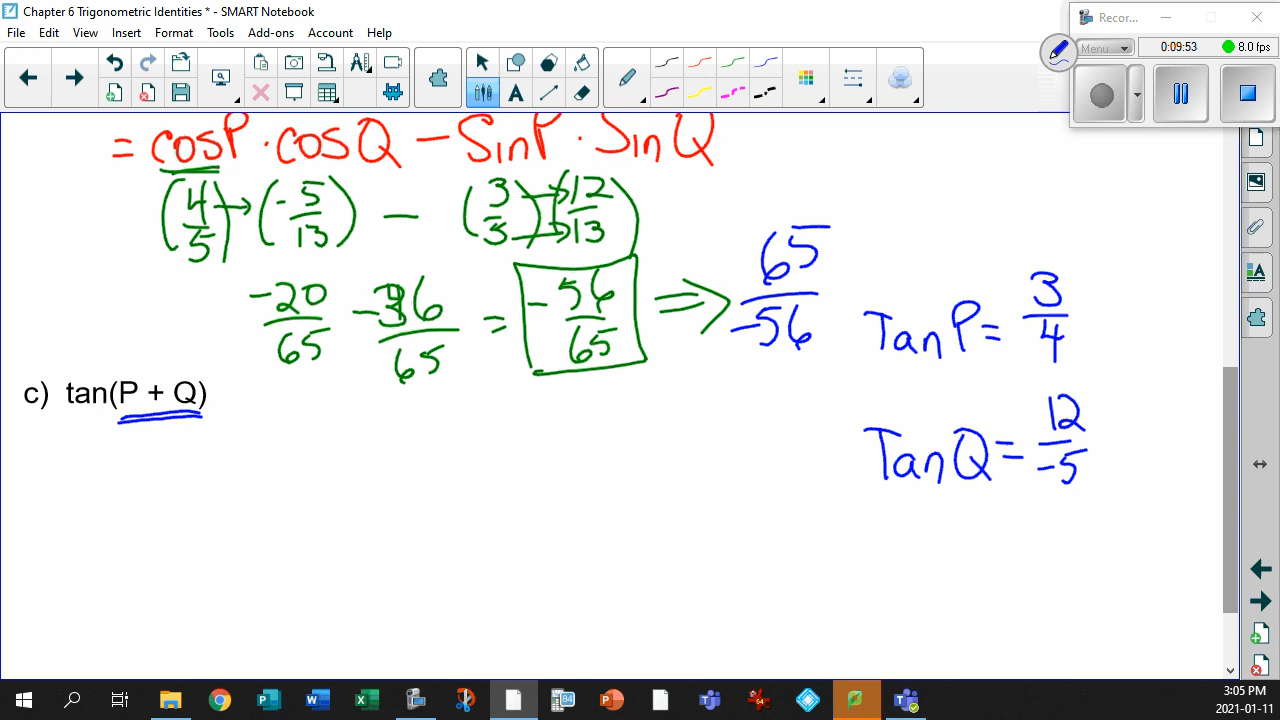 Chapter 6 Trigonometric Identities * - SMART Notebook
File Edit View Insert Format Tools Add-ons Account Help
Recor...
Menu
0:09:53
8.0 fps
= cosP · cosQ − SinP · SinQ
(4/5) → (-5/13) − (3/5)(12/13)
-20/65 -36/65 = -56/65 ⇒ 65/-56
TanP = 3/4
c) tan(P + Q)
TanQ = 12/-5
3:05 PM
2021-01-11